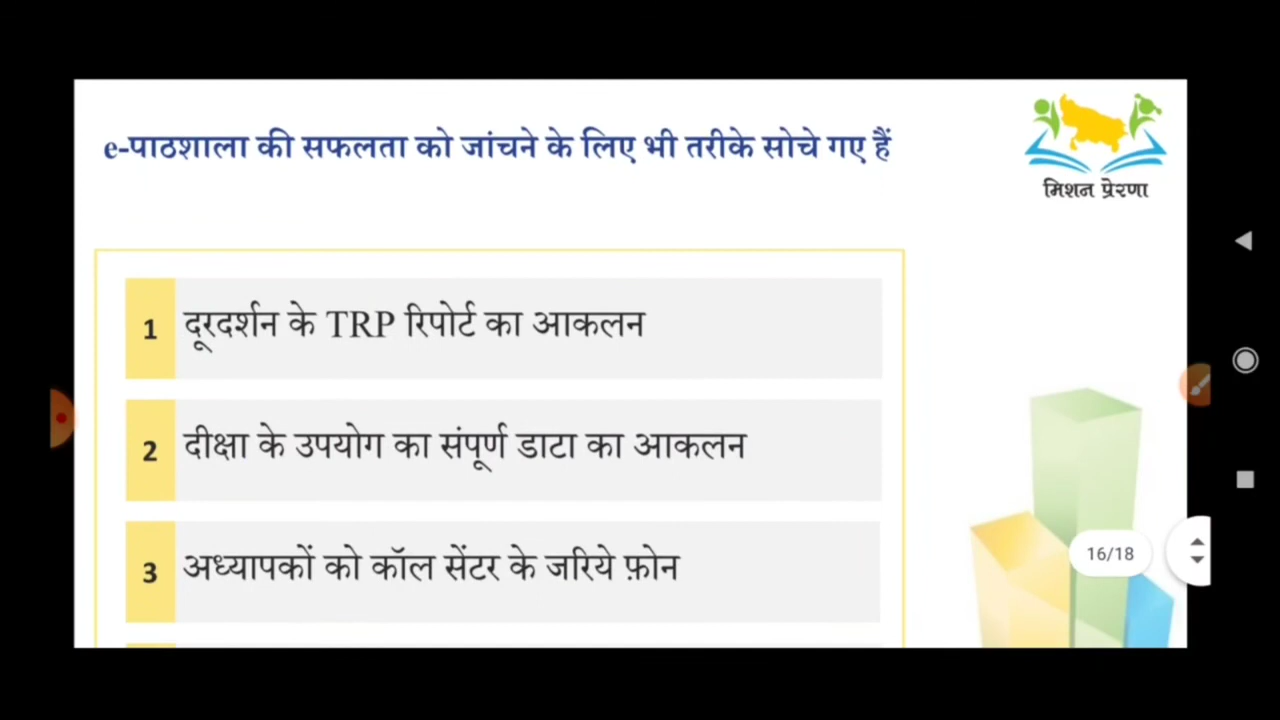 e-पाठशाला की सफलता को जांचने के लिए भी तरीके सोचे गए हैं
मिशन प्रेरणा
1 दूरदर्शन के TRP रिपोर्ट का आकलन
2 दीक्षा के उपयोग का संपूर्ण डाटा का आकलन
3 अध्यापकों को कॉल सेंटर के जरिये फ़ोन
16/18